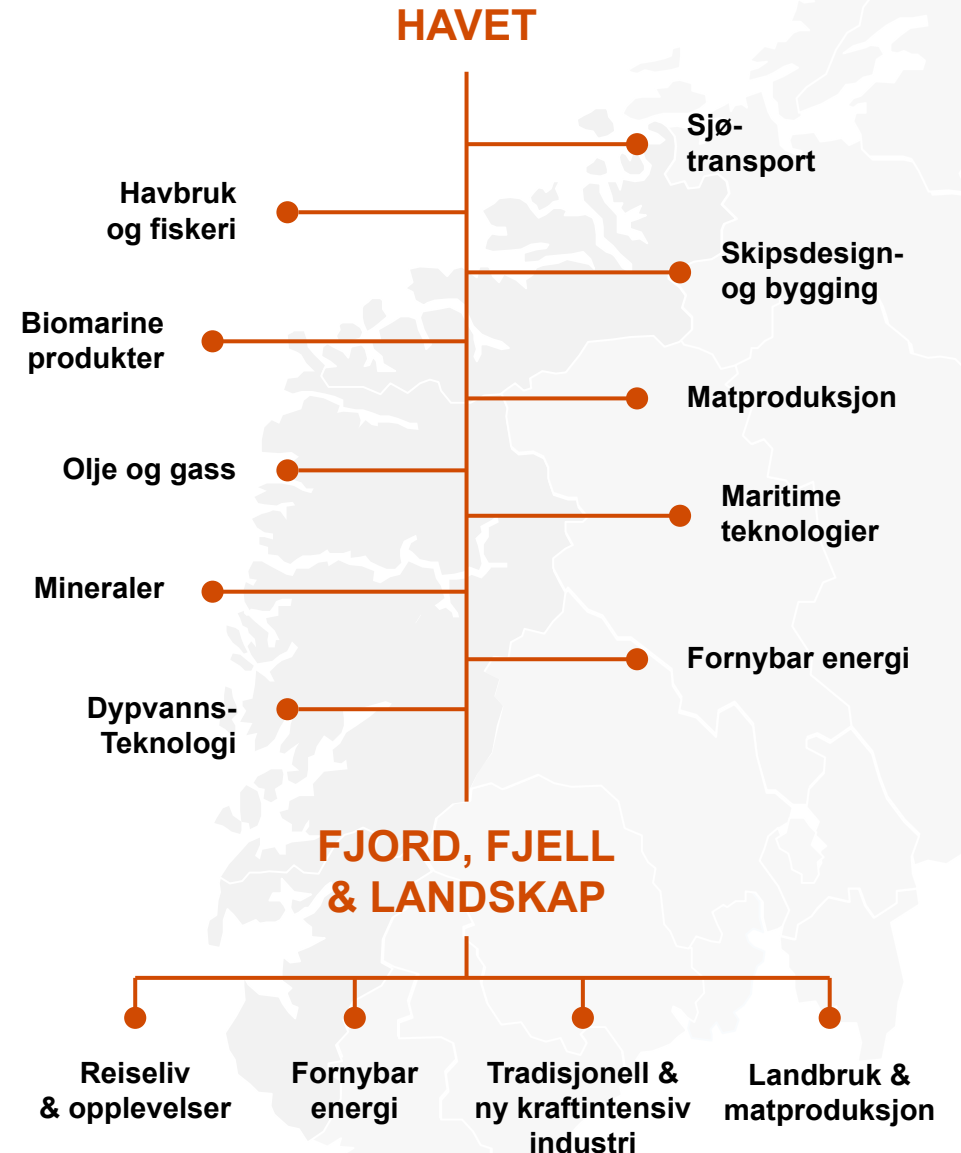 HAVET
Sjø-
transport
Havbruk
og fiskeri
Skipsdesign-
og bygging
Biomarine
produkter
Matproduksjon
Olje og gass
Maritime
teknologier
Mineraler
Fornybar energi
Dypvanns-
Teknologi
FJORD, FJELL
& LANDSKAP
Reiseliv
& opplevelser
Fornybar
energi
Tradisjonell &
ny kraftintensiv
industri
Landbruk &
matproduksjon